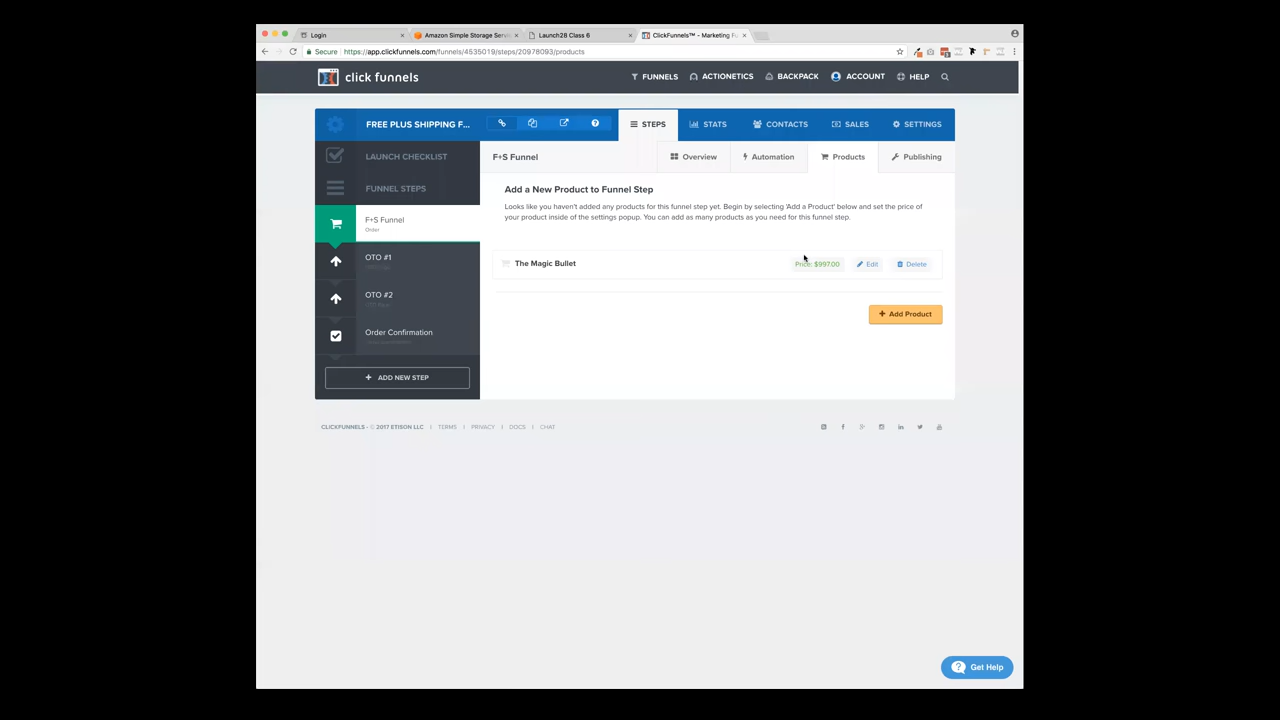 Login
Amazon Simple Storage Serv
Launch28 Class 6
ClickFunnels™ - Marketing Fu
Secure
https://app.clickfunnels.com/funnels/4535019/steps/20978093/products
click funnels
FUNNELS
ACTIONETICS
BACKPACK
ACCOUNT
HELP
FREE PLUS SHIPPING F...
STEPS
STATS
CONTACTS
SALES
SETTINGS
LAUNCH CHECKLIST
FUNNEL STEPS
F+S Funnel
Order
OTO #1
OTO #2
Order Confirmation
ADD NEW STEP
F+S Funnel
Overview
Automation
Products
Publishing
Add a New Product to Funnel Step
Looks like you haven't added any products for this funnel step yet. Begin by selecting 'Add a Product' below and set the price of
your product inside of the settings popup. You can add as many products as you need for this funnel step.
The Magic Bullet
Price: $997.00
Edit
Delete
Add Product
CLICKFUNNELS - © 2017 ETISON LLC | TERMS | PRIVACY | DOCS | CHAT
Get Help